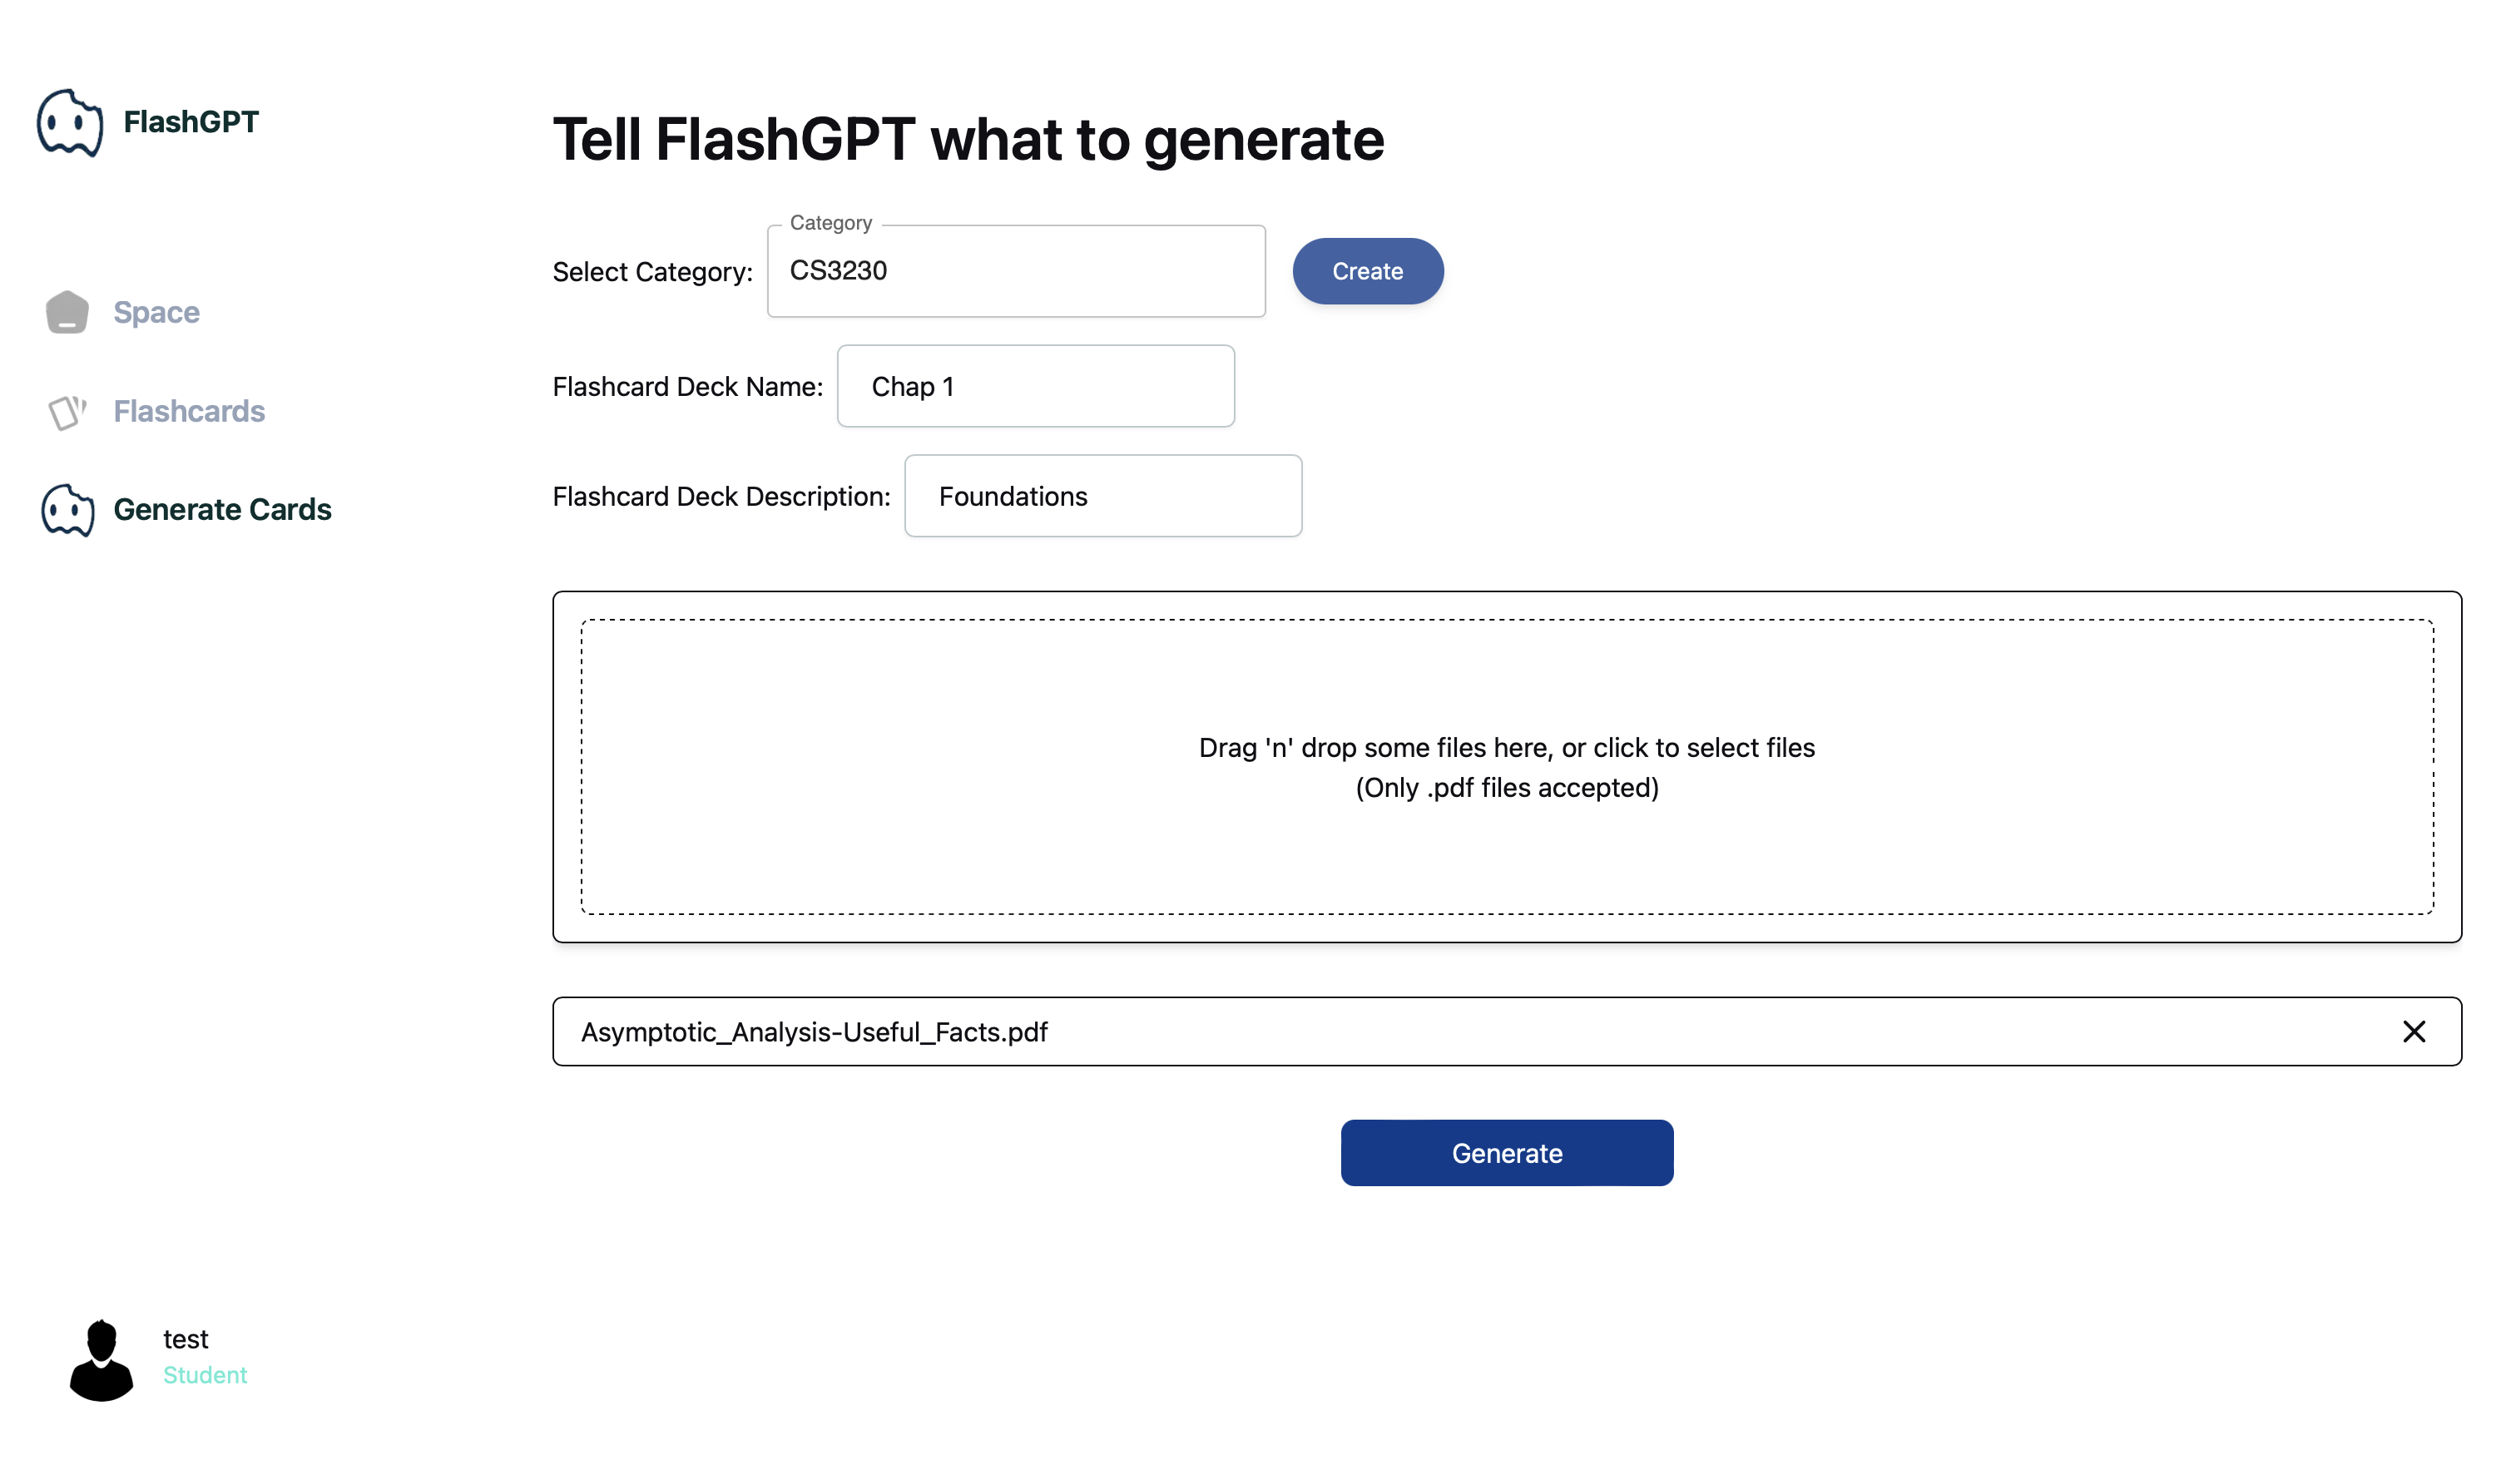 FlashGPT
Space
Flashcards
Generate Cards
test
Student
Tell FlashGPT what to generate
Category
Select Category: CS3230 Create
Flashcard Deck Name: Chap 1
Flashcard Deck Description: Foundations
Drag 'n' drop some files here, or click to select files
(Only .pdf files accepted)
Asymptotic_Analysis-Useful_Facts.pdf
Generate